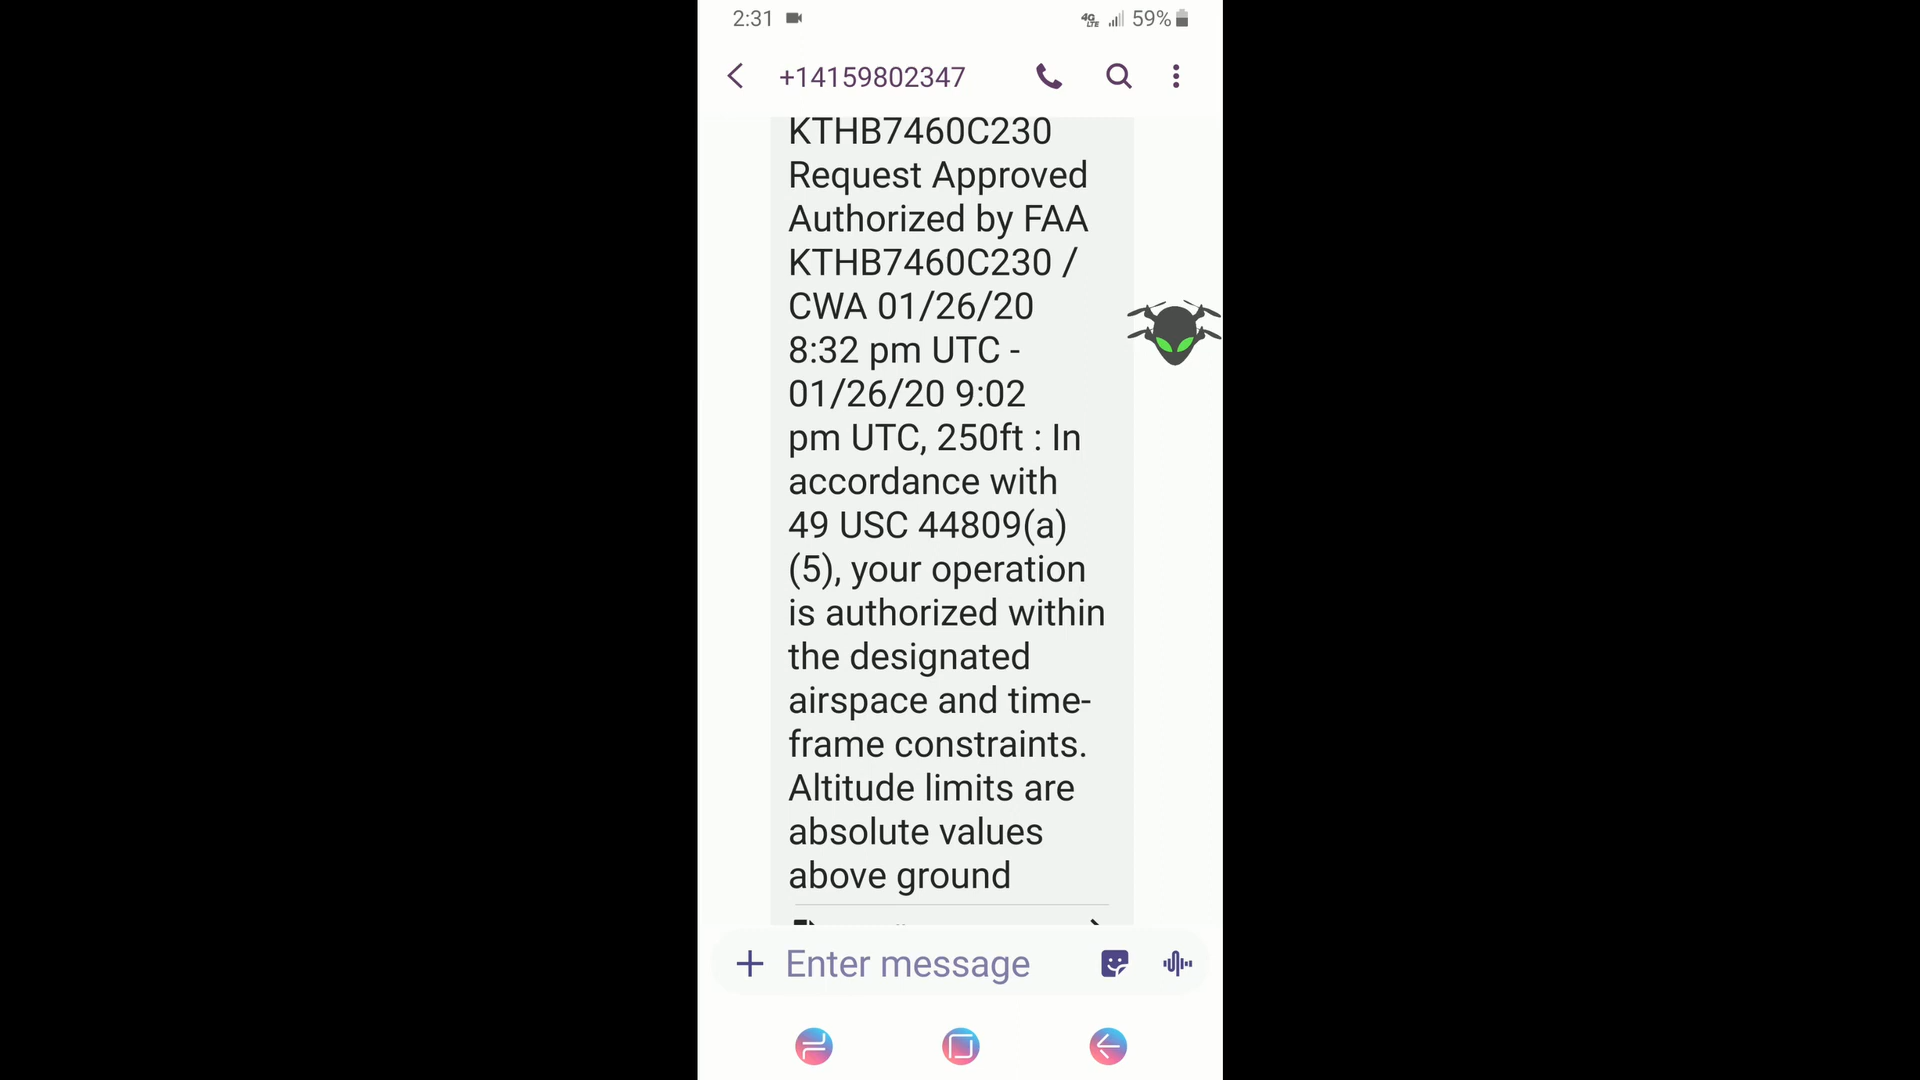 2:31 4G LTE 59%
+14159802347
KTHB7460C230
Request Approved
Authorized by FAA
KTHB7460C230 /
CWA 01/26/20
8:32 pm UTC -
01/26/20 9:02
pm UTC, 250ft : In
accordance with
49 USC 44809(a)
(5), your operation
is authorized within
the designated
airspace and time-
frame constraints.
Altitude limits are
absolute values
above ground
Enter message